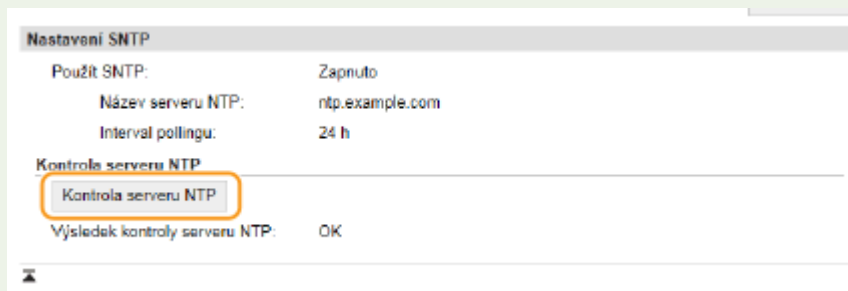 Nastavení SNTP
Použít SNTP: Zapnuto
Název serveru NTP: ntp.example.com
Interval pollingu: 24 h
Kontrola serveru NTP
Kontrola serveru NTP
Výsledek kontroly serveru NTP: OK